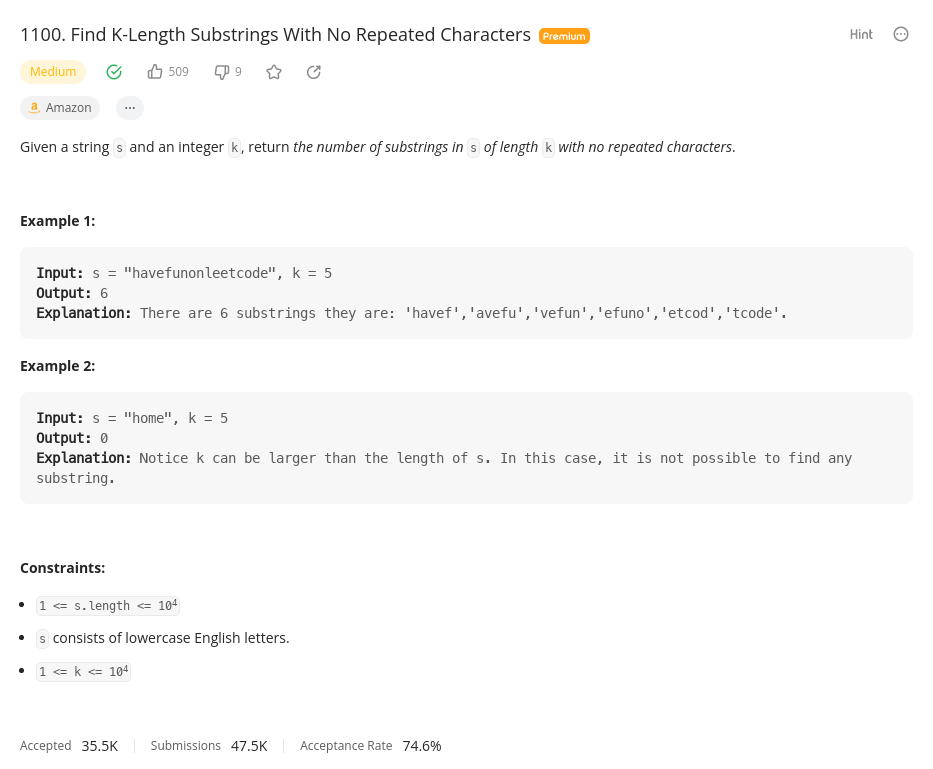 1100. Find K-Length Substrings With No Repeated Characters Premium Hint
Medium 509 9
Amazon ...
Given a string s and an integer k, return the number of substrings in s of length k with no repeated characters.
Example 1:
Input: s = "havefunonleetcode", k = 5
Output: 6
Explanation: There are 6 substrings they are: 'havef','avefu','vefun','efuno','etcod','tcode'.
Example 2:
Input: s = "home", k = 5
Output: 0
Explanation: Notice k can be larger than the length of s. In this case, it is not possible to find any
substring.
Constraints:
• 1 <= s.length <= 10⁴
• s consists of lowercase English letters.
• 1 <= k <= 10⁴
Accepted 35.5K Submissions 47.5K Acceptance Rate 74.6%